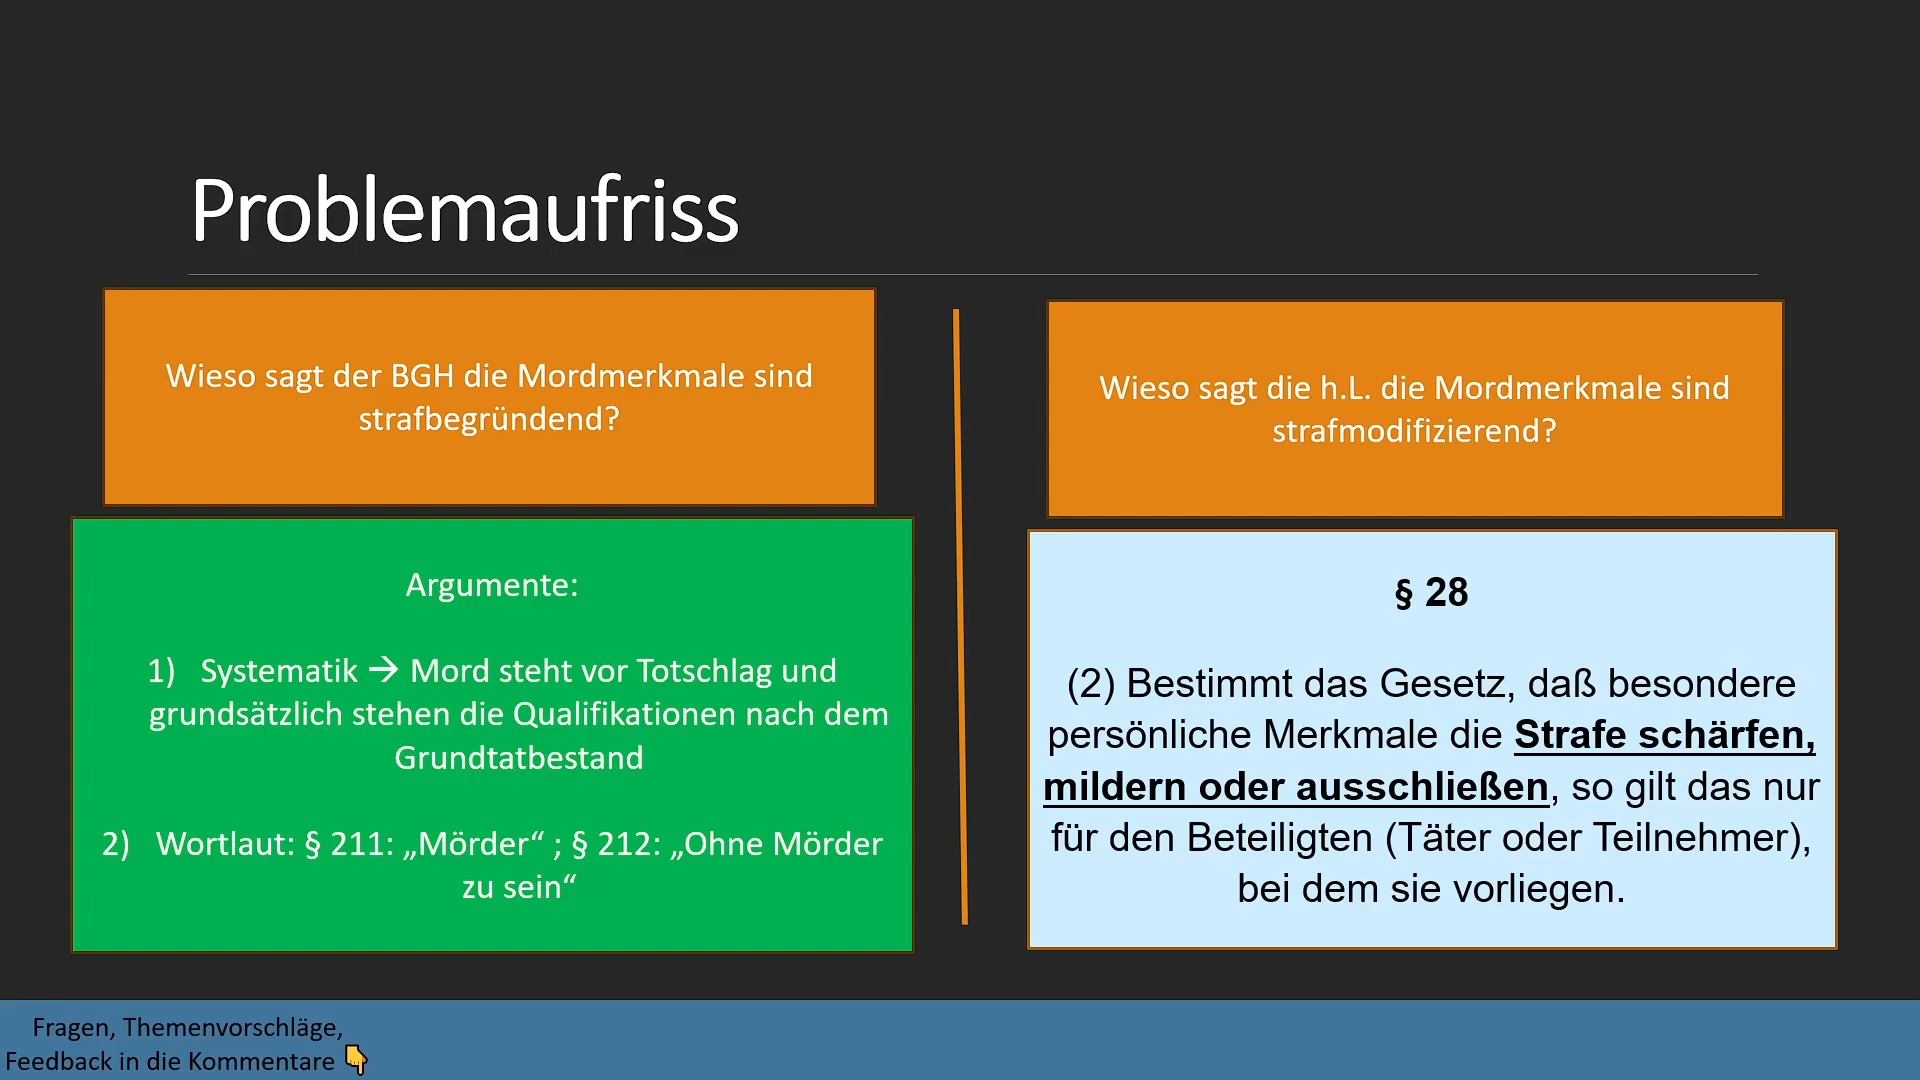 Problemaufriss
Wieso sagt der BGH die Mordmerkmale sind
strafbegründend?
Argumente:
1) Systematik → Mord steht vor Totschlag und
grundsätzlich stehen die Qualifikationen nach dem
Grundtatbestand
2) Wortlaut: § 211: „Mörder“ ; § 212: „Ohne Mörder
zu sein“
Wieso sagt die h.L. die Mordmerkmale sind
strafmodifizierend?
§ 28
(2) Bestimmt das Gesetz, daß besondere
persönliche Merkmale die Strafe schärfen,
mildern oder ausschließen, so gilt das nur
für den Beteiligten (Täter oder Teilnehmer),
bei dem sie vorliegen.
Fragen, Themenvorschläge,
Feedback in die Kommentare 👇